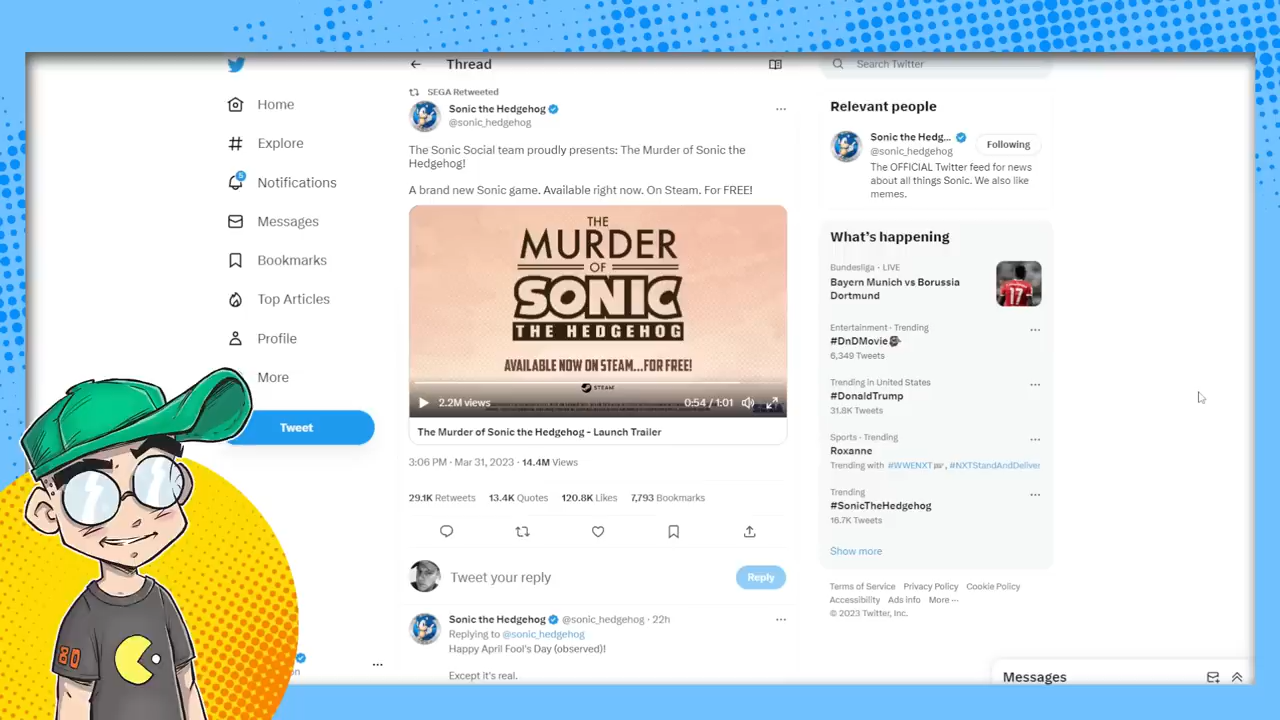 Home
Explore
5
Notifications
Messages
Bookmarks
Top Articles
Profile
More
Tweet
Thread
SEGA Retweeted
Sonic the Hedgehog
@sonic_hedgehog
The Sonic Social team proudly presents: The Murder of Sonic the
Hedgehog!
A brand new Sonic game. Available right now. On Steam. For FREE!
THE
MURDER
OF
SONIC
THE HEDGEHOG
AVAILABLE NOW ON STEAM...FOR FREE!
STEAM
2.2M views
0:54 / 1:01
The Murder of Sonic the Hedgehog - Launch Trailer
3:06 PM · Mar 31, 2023 · 14.4M Views
29.1K Retweets 13.4K Quotes 120.8K Likes 7,793 Bookmarks
Tweet your reply
Reply
Sonic the Hedgehog @sonic_hedgehog · 22h
Replying to @sonic_hedgehog
Happy April Fool's Day (observed)!
Except it's real.
Search Twitter
Relevant people
Sonic the Hedg...
@sonic_hedgehog
Following
The OFFICIAL Twitter feed for news
about all things Sonic. We also like
memes.
What's happening
Bundesliga · LIVE
Bayern Munich vs Borussia
Dortmund
17
Entertainment · Trending
#DnDMovie
6,349 Tweets
Trending in United States
#DonaldTrump
31.8K Tweets
Sports · Trending
Roxanne
Trending with #WWENXT, #NXTStandAndDeliver
Trending
#SonicTheHedgehog
16.7K Tweets
Show more
Terms of Service Privacy Policy Cookie Policy
Accessibility Ads info More ···
© 2023 Twitter, Inc.
Messages
80